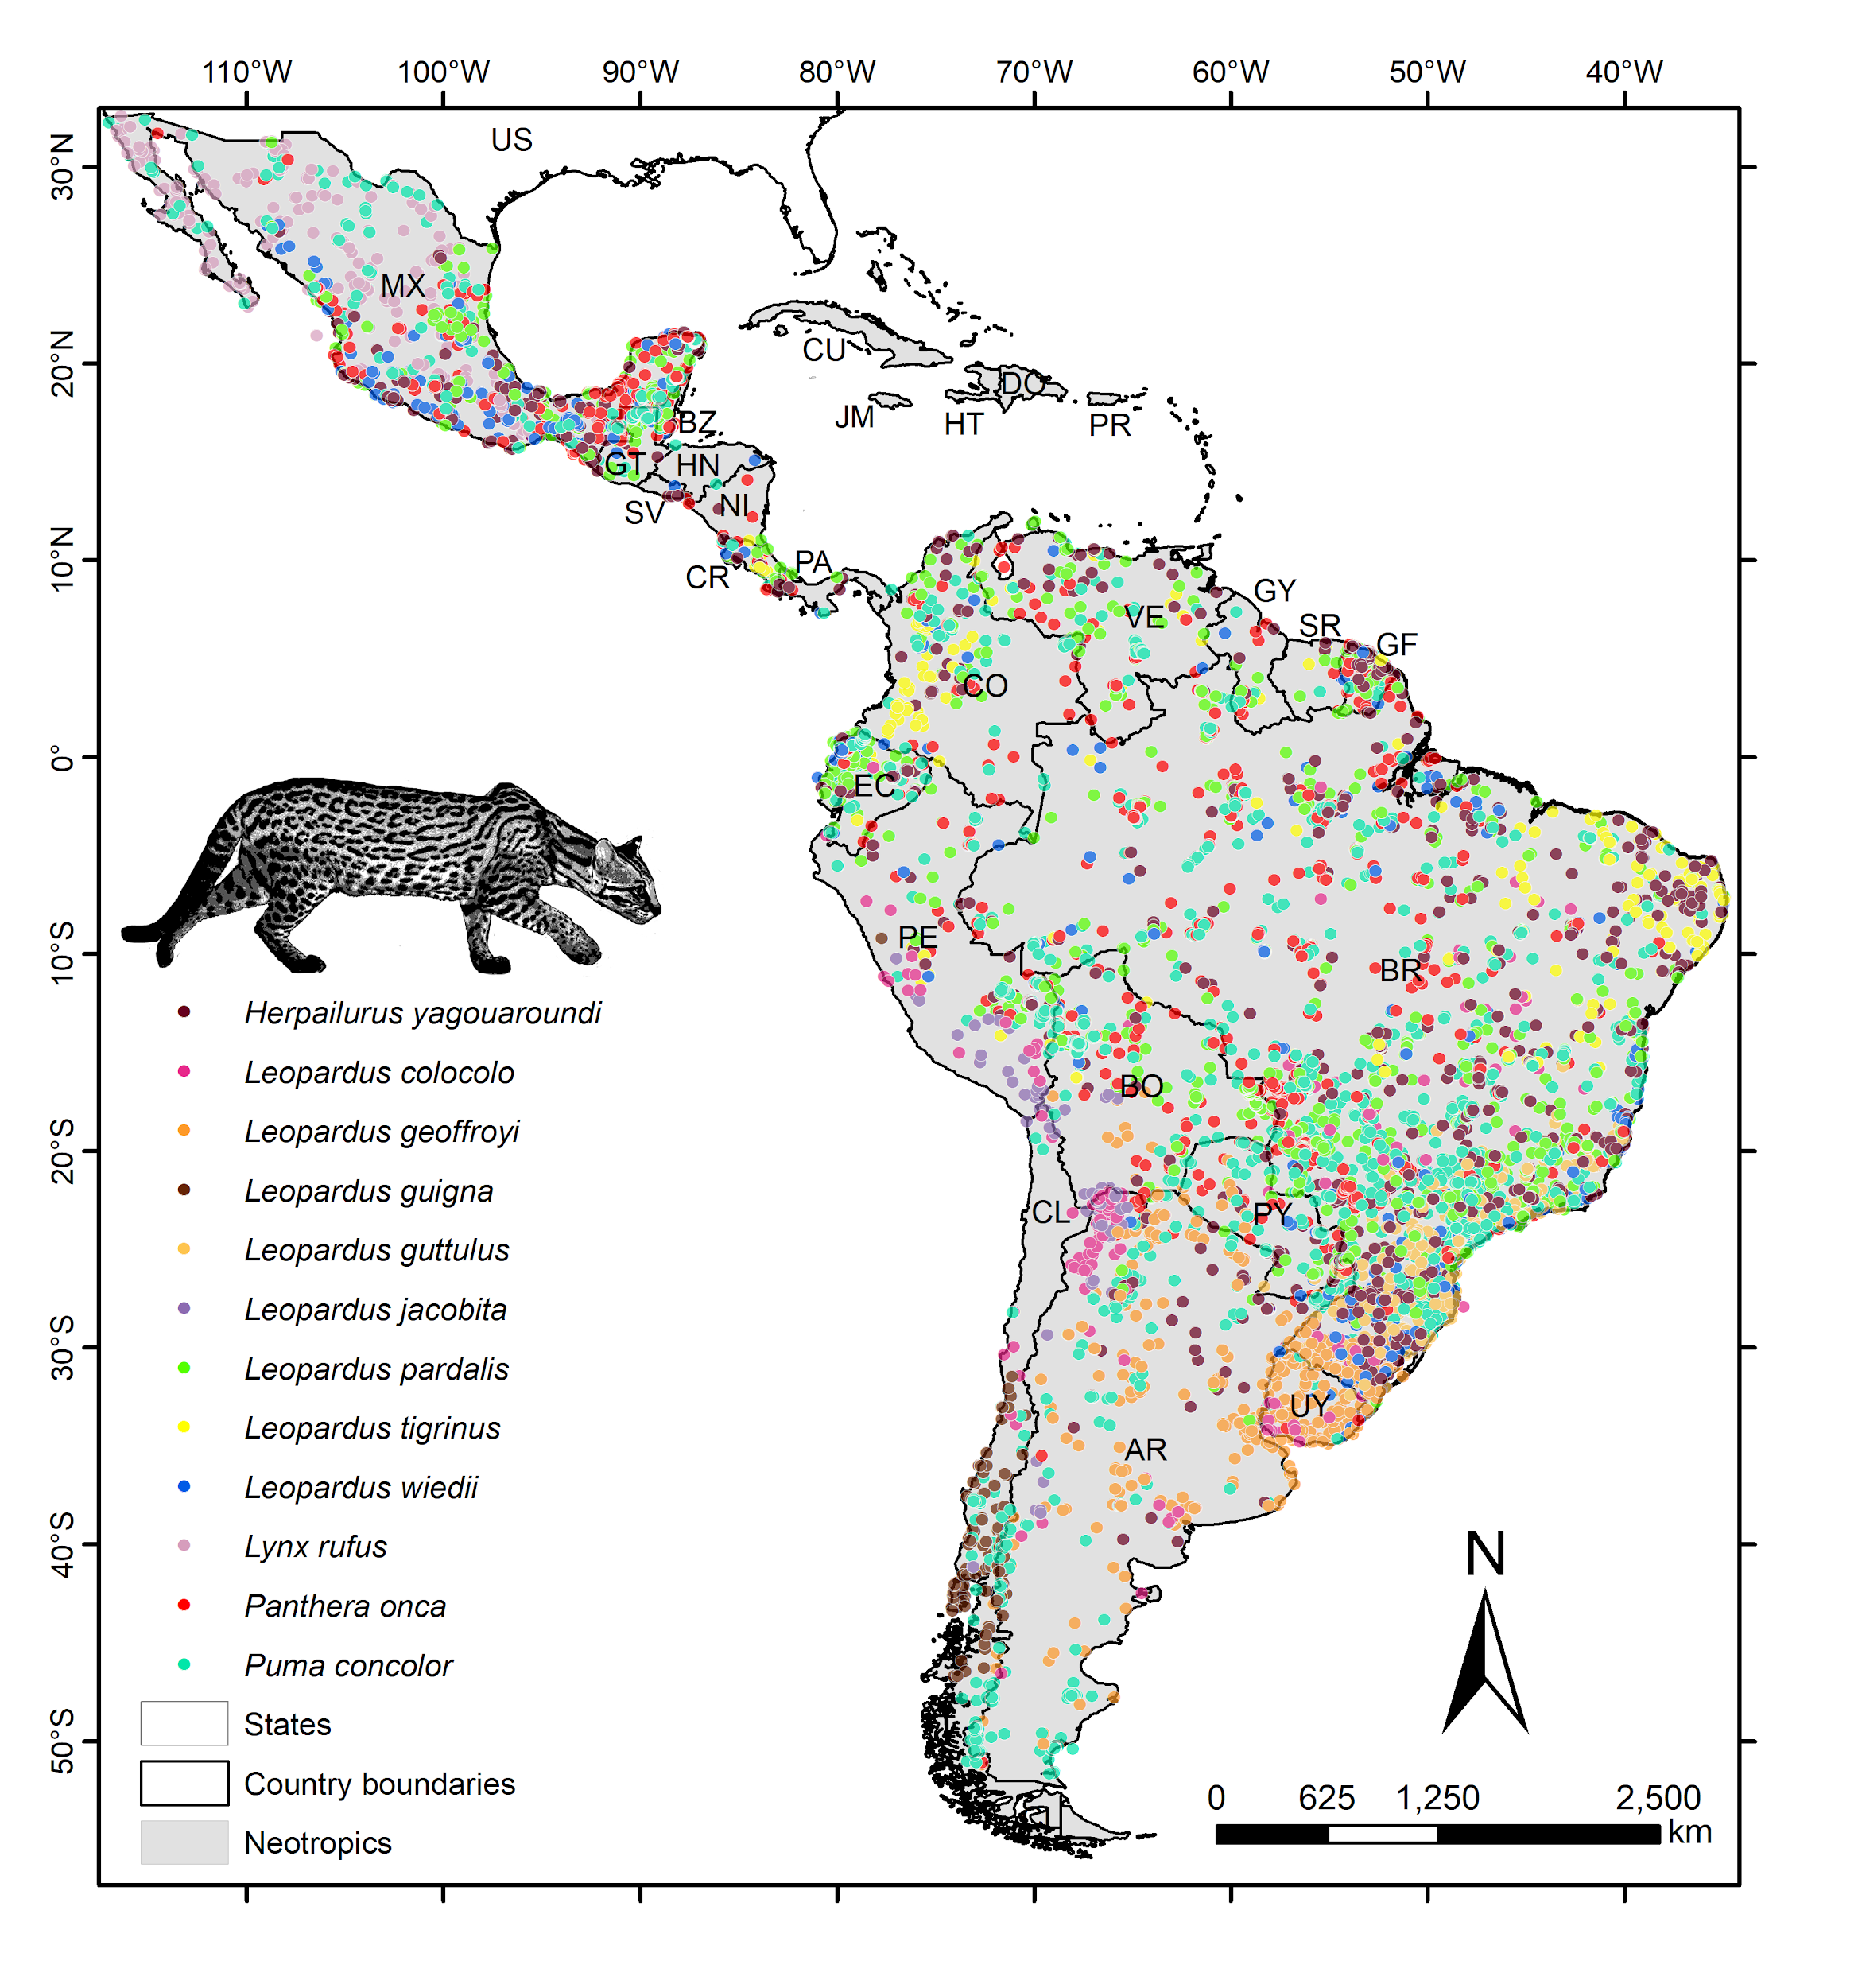 110°W 100°W 90°W 80°W 70°W 60°W 50°W 40°W
30°N
20°N
10°N
0°
10°S
20°S
30°S
40°S
50°S
US
MX
CU
DO
JM
HT
PR
BZ
GT
HN
SV
NI
CR
PA
VE
GY
SR
GF
CO
EC
PE
BR
BO
CL
PY
UY
AR
Herpailurus yagouaroundi
Leopardus colocolo
Leopardus geoffroyi
Leopardus guigna
Leopardus guttulus
Leopardus jacobita
Leopardus pardalis
Leopardus tigrinus
Leopardus wiedii
Lynx rufus
Panthera onca
Puma concolor
States
Country boundaries
Neotropics
N
0 625 1,250 2,500
km